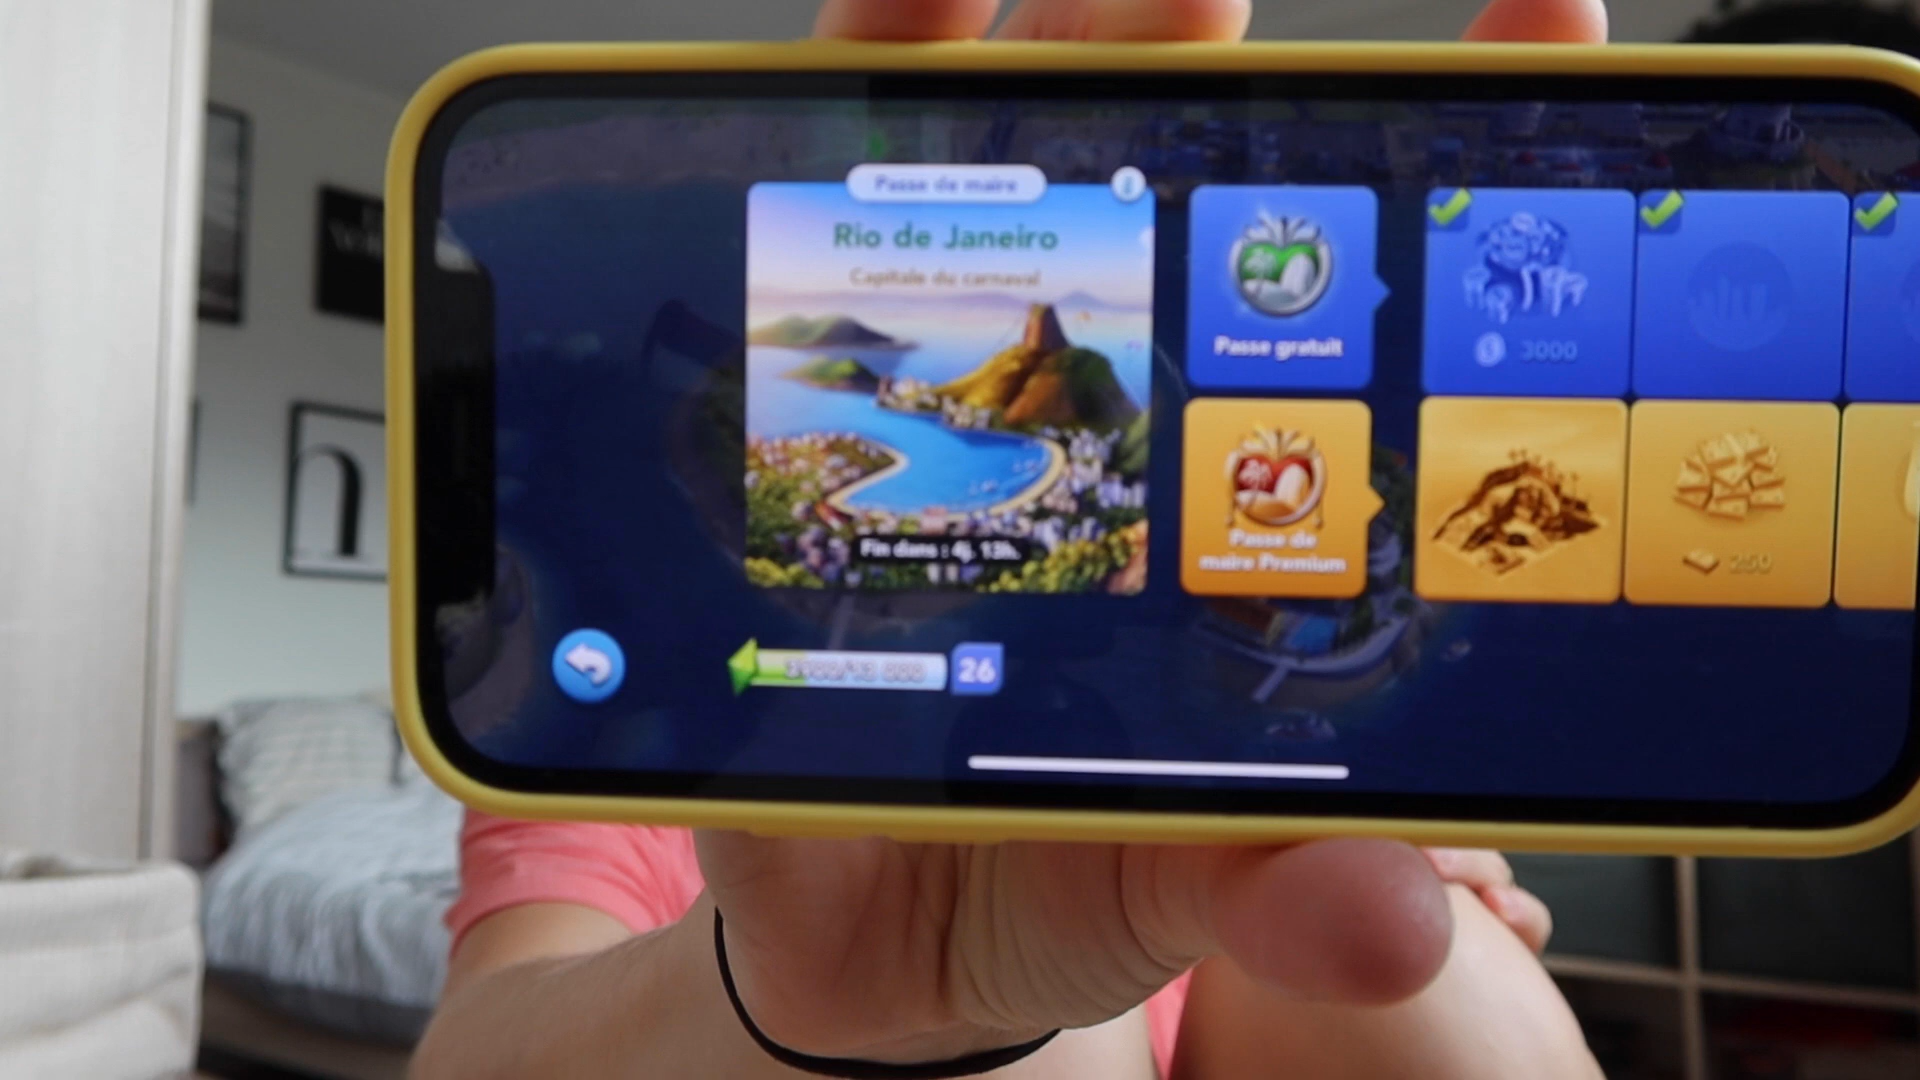 Passe de maire
Rio de Janeiro
Capitale du carnaval
Fin dans : 4j. 13h.
Passe gratuit
Passe de
maire Premium
3000
250
26